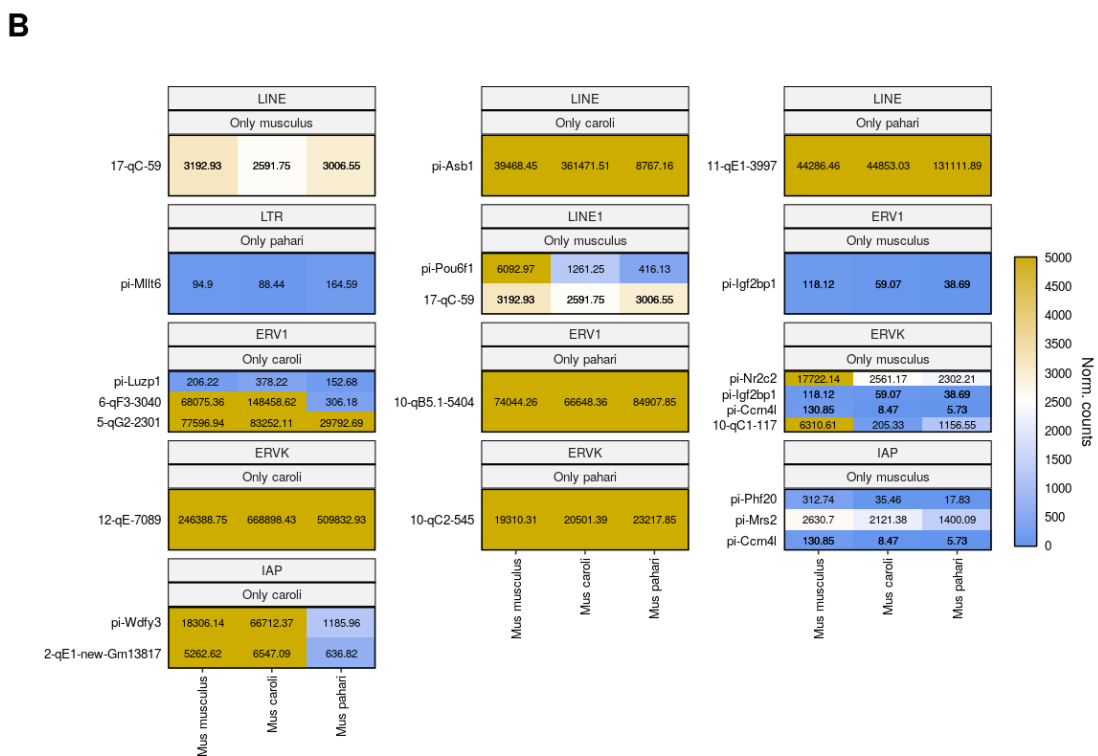 B
LINE
Only musculus
17-qC-59 3192.93 2591.75 3006.55
LINE
Only caroli
pi-Asb1 39468.45 361471.51 8767.16
LINE
Only pahari
11-qE1-3997 44286.46 44853.03 131111.89
LTR
Only pahari
pi-Mllt6 94.9 88.44 164.59
LINE1
Only musculus
pi-Pou6f1 6092.97 1261.25 416.13
17-qC-59 3192.93 2591.75 3006.55
ERV1
Only musculus
pi-Igf2bp1 118.12 59.07 38.69
ERV1
Only caroli
pi-Luzp1 206.22 378.22 152.68
6-qF3-3040 68075.36 148458.62 306.18
5-qG2-2301 77596.94 83252.11 29792.69
ERV1
Only pahari
10-qB5.1-5404 74044.26 66648.36 84907.85
ERVK
Only musculus
pi-Nr2c2 17722.14 2561.17 2302.21
pi-Igf2bp1 118.12 59.07 38.69
pi-Ccrn4l 130.85 8.47 5.73
10-qC1-117 6310.61 205.33 1156.55
ERVK
Only caroli
12-qE-7089 246388.75 668898.43 509832.93
ERVK
Only pahari
10-qC2-545 19310.31 20501.39 23217.85
Mus musculus
Mus caroli
Mus pahari
IAP
Only musculus
pi-Phf20 312.74 35.46 17.83
pi-Mrs2 2630.7 2121.38 1400.09
pi-Ccrn4l 130.85 8.47 5.73
Mus musculus
Mus caroli
Mus pahari
IAP
Only caroli
pi-Wdfy3 18306.14 66712.37 1185.96
2-qE1-new-Gm13817 5262.62 6547.09 636.82
Mus musculus
Mus caroli
Mus pahari
5000
4500
4000
3500
3000
2500
2000
1500
1000
500
0
Norm. counts